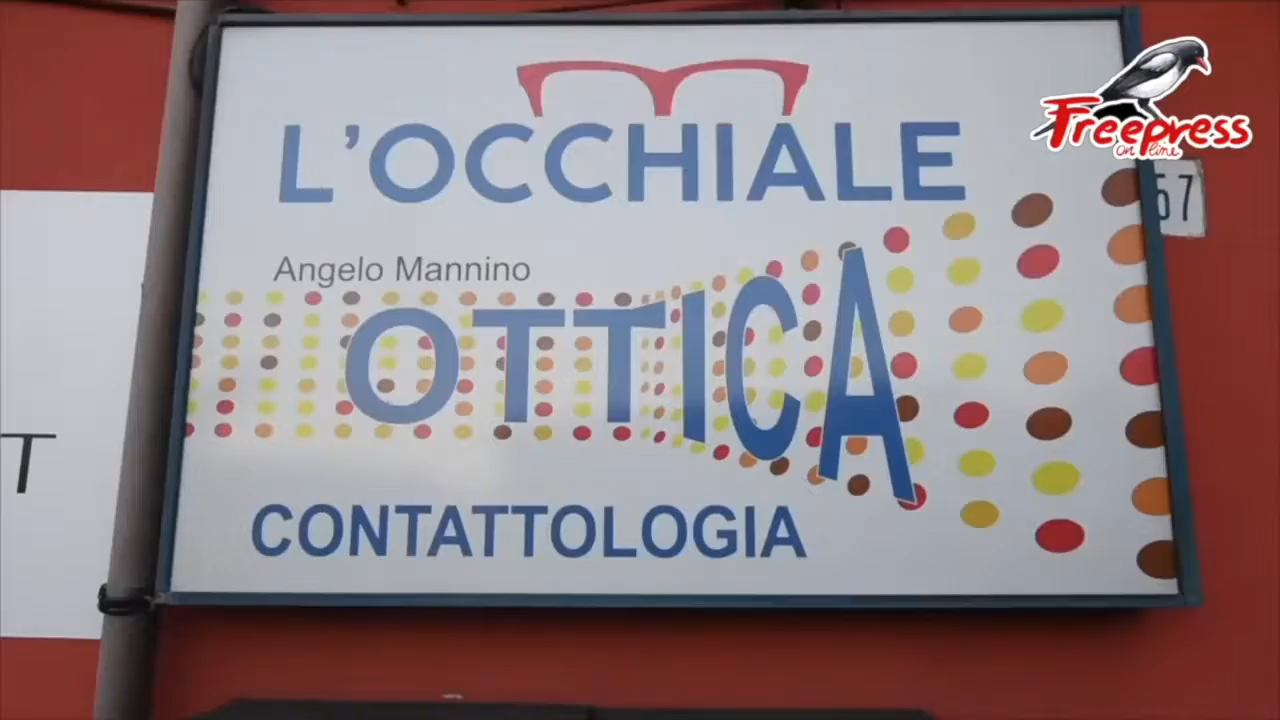 L'OCCHIALE
Angelo Mannino
OTTICA
CONTATTOLOGIA
Freepress
on line
57
T